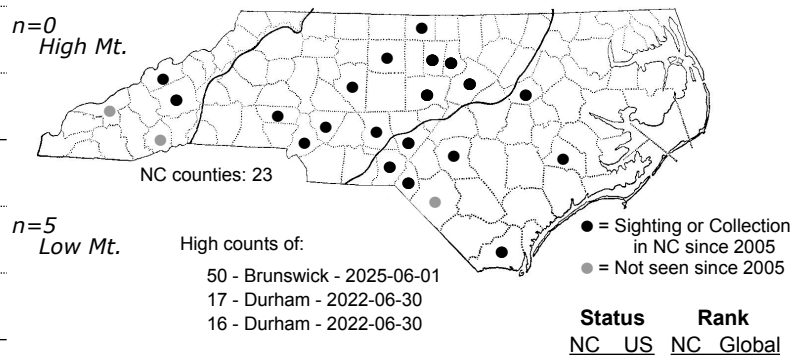 n=0
High Mt.
NC counties: 23
n=5
Low Mt.
High counts of:
50 - Brunswick - 2025-06-01
17 - Durham - 2022-06-30
16 - Durham - 2022-06-30
● = Sighting or Collection
in NC since 2005
● = Not seen since 2005
Status Rank
NC US NC Global